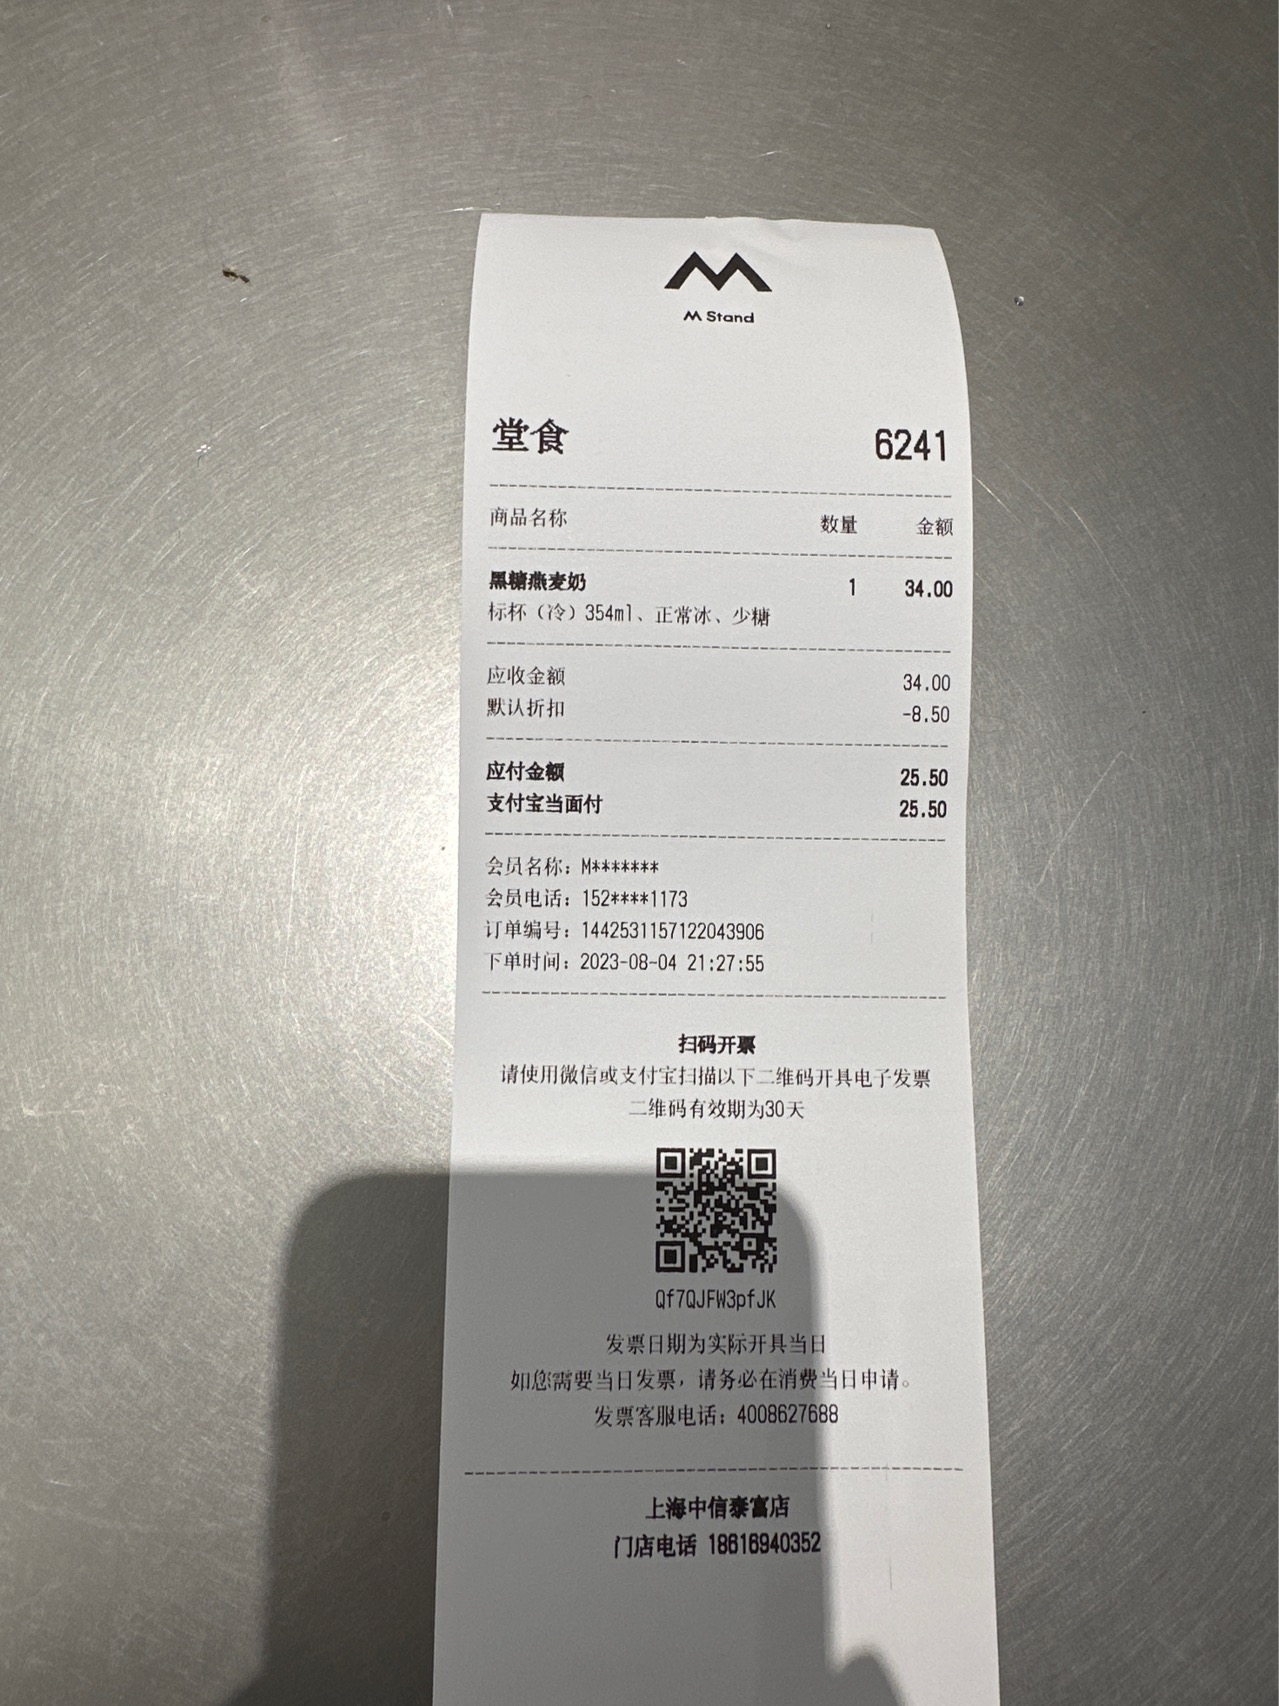 M Stand
堂食 6241
商品名称 数量 金额
黑糖燕麦奶 1 34.00
标杯（冷）354ml、正常冰、少糖
应收金额 34.00
默认折扣 -8.50
应付金额 25.50
支付宝当面付 25.50
会员名称：M*******
会员电话：152****1173
订单编号：1442531157122043906
下单时间：2023-08-04 21:27:55
扫码开票
请使用微信或支付宝扫描以下二维码开具电子发票
二维码有效期为30天
Qf7QJFW3pfJK
发票日期为实际开具当日
如您需要当日发票，请务必在消费当日申请。
发票客服电话：4008627688
上海中信泰富店
门店电话 18616940352